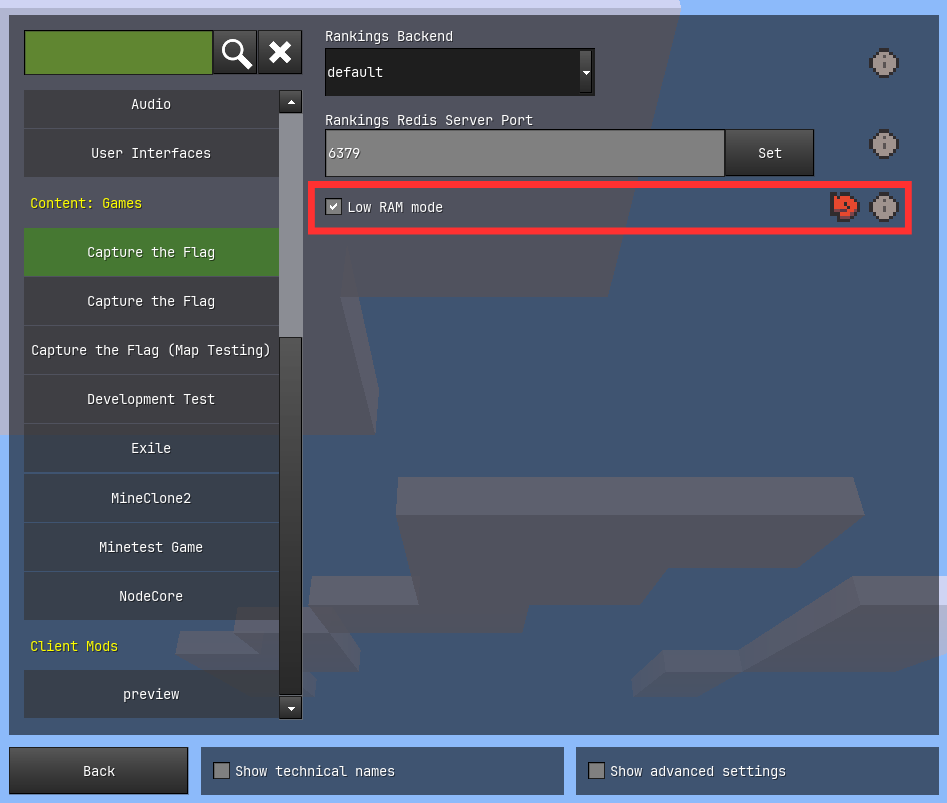 Audio
User Interfaces
Content: Games
Capture the Flag
Capture the Flag
Capture the Flag (Map Testing)
Development Test
Exile
MineClone2
Minetest Game
NodeCore
Client Mods
preview
Rankings Backend
default
Rankings Redis Server Port
6379
Set
Low RAM mode
Back
Show technical names
Show advanced settings